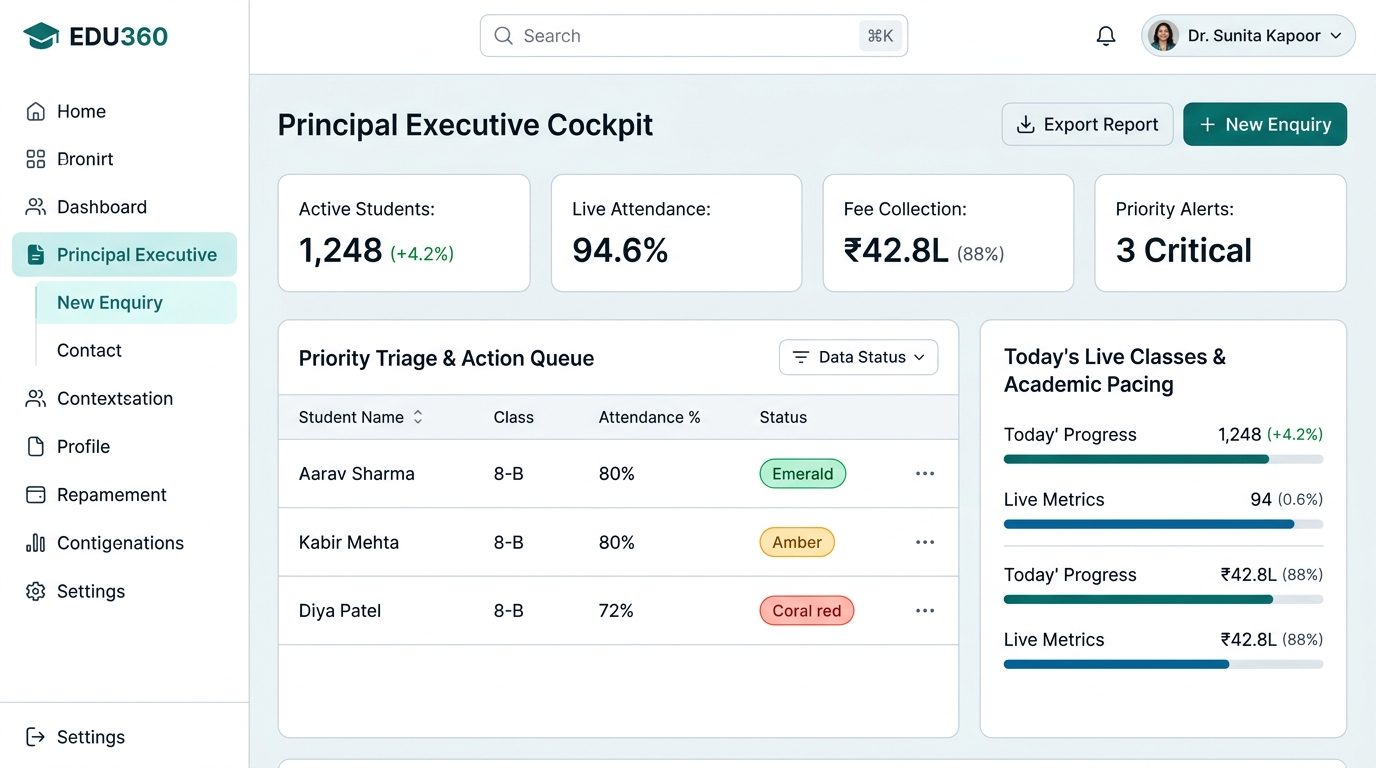 EDU360
Search
⌘K
Dr. Sunita Kapoor
Home
Dronirt
Dashboard
Principal Executive
New Enquiry
Contact
Contextsation
Profile
Repamement
Contigenations
Settings
Settings
Principal Executive Cockpit
Export Report
+ New Enquiry
Active Students:
1,248 (+4.2%)
Live Attendance:
94.6%
Fee Collection:
₹42.8L (88%)
Priority Alerts:
3 Critical
Priority Triage & Action Queue
Data Status
Student Name Class Attendance % Status
Aarav Sharma 8-B 80% Emerald
Kabir Mehta 8-B 80% Amber
Diya Patel 8-B 72% Coral red
Today's Live Classes &
Academic Pacing
Today' Progress 1,248 (+4.2%)
Live Metrics 94 (0.6%)
Today' Progress ₹42.8L (88%)
Live Metrics ₹42.8L (88%)